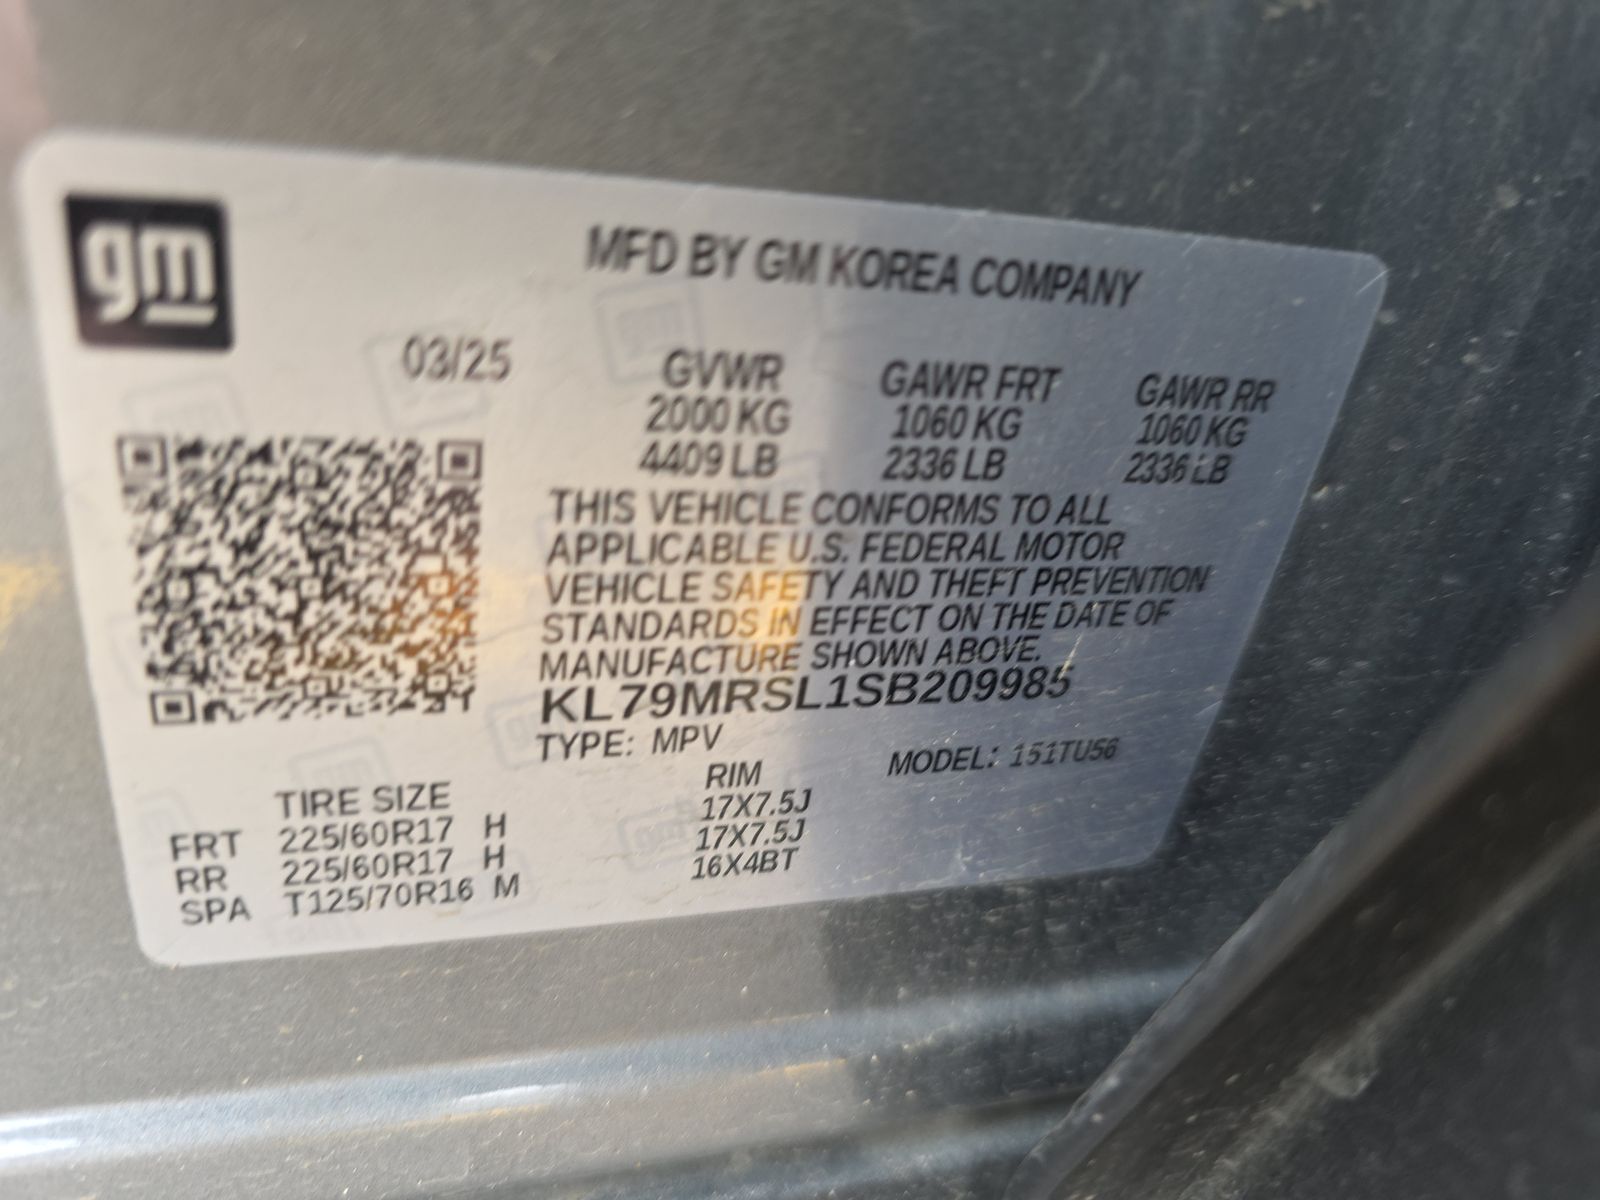 gm
MFD BY GM KOREA COMPANY
03/25
GVWR GAWR FRT GAWR RR
2000 KG 1060 KG 1060 KG
4409 LB 2336 LB 2336 LB
THIS VEHICLE CONFORMS TO ALL
APPLICABLE U.S. FEDERAL MOTOR
VEHICLE SAFETY AND THEFT PREVENTION
STANDARDS IN EFFECT ON THE DATE OF
MANUFACTURE SHOWN ABOVE.
KL79MRSL1SB209985
TYPE: MPV MODEL: 151TU56
TIRE SIZE RIM
FRT 225/60R17 H 17X7.5J
RR 225/60R17 H 17X7.5J
SPA T125/70R16 M 16X4BT